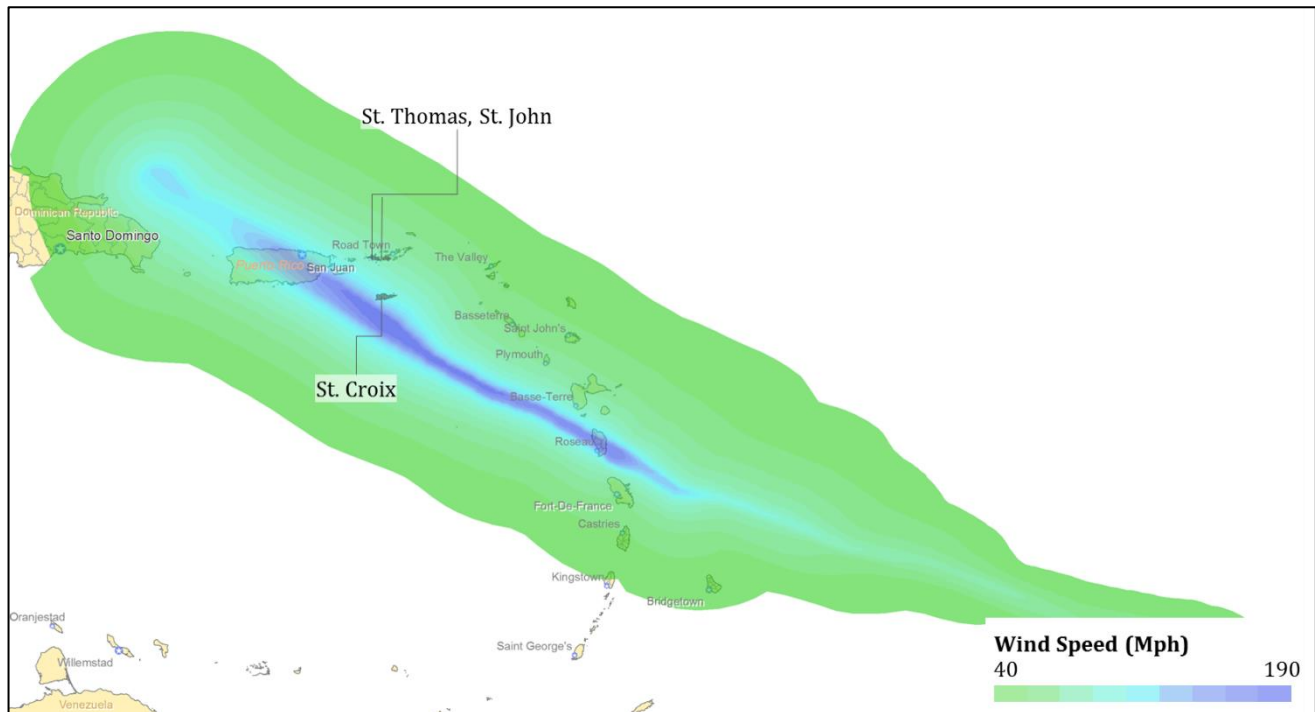 St. Thomas, St. John
Dominican Republic
Santo Domingo
Road Town
The Valley
Puerto Rico
San Juan
Basseterre
Saint John's
Plymouth
St. Croix
Basse-Terre
Roseau
Fort-De-France
Castries
Kingstown
Bridgetown
Oranjestad
Saint George's
Willemstad
Venezuela
Wind Speed (Mph)
40 190